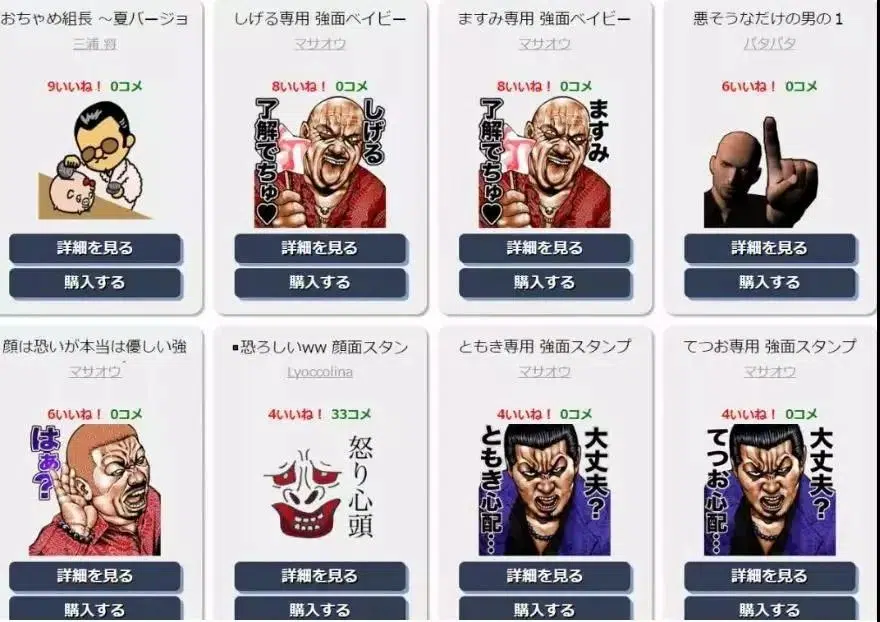 おちゃめ組長 ～夏バージョ
三浦 将
9いいね！ 0コメ
詳細を見る
購入する
しげる専用 強面ベイビー
マサオウ
8いいね！ 0コメ
しげる
了解でちゅ♥
詳細を見る
購入する
ますみ専用 強面ベイビー
マサオウ
8いいね！ 0コメ
ますみ
了解でちゅ♥
詳細を見る
購入する
悪そうなだけの男の１
パタパタ
6いいね！ 0コメ
詳細を見る
購入する
顔は恐いが本当は優しい強
マサオウ
6いいね！ 0コメ
はぁ？
詳細を見る
購入する
▪恐ろしいww 顔面スタン
Lyoccolina
4いいね！ 33コメ
怒り心頭
詳細を見る
購入する
ともき専用 強面スタンプ
マサオウ
4いいね！ 0コメ
大丈夫？
ともき心配…
詳細を見る
購入する
てつお専用 強面スタンプ
マサオウ
4いいね！ 0コメ
大丈夫？
てつお心配…
詳細を見る
購入する